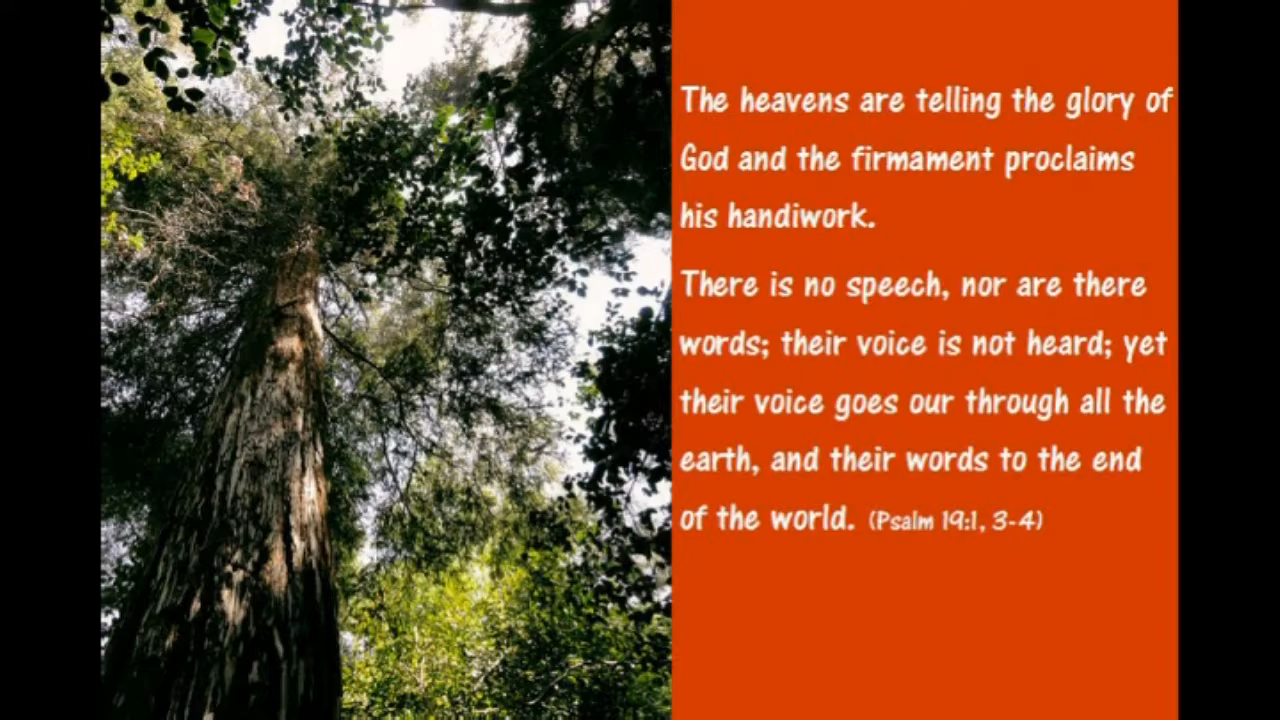 The heavens are telling the glory of
God and the firmament proclaims
his handiwork.
There is no speech, nor are there
words; their voice is not heard; yet
their voice goes our through all the
earth, and their words to the end
of the world. (Psalm 19:1, 3-4)